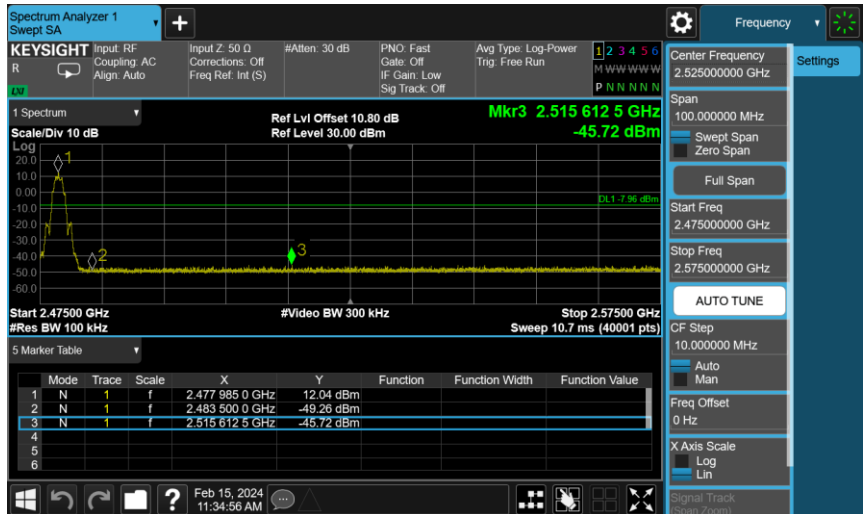 Spectrum Analyzer 1
Swept SA
+
Frequency
KEYSIGHT
R
LXI
Input: RF
Coupling: AC
Align: Auto
Input Z: 50 Ω
Corrections: Off
Freq Ref: Int (S)
#Atten: 30 dB
PNO: Fast
Gate: Off
IF Gain: Low
Sig Track: Off
Avg Type: Log-Power
Trig: Free Run
1 2 3 4 5 6
M W W W W W
P N N N N N
Center Frequency
2.525000000 GHz
Settings
Span
100.000000 MHz
Swept Span
Zero Span
Full Span
Start Freq
2.475000000 GHz
Stop Freq
2.575000000 GHz
AUTO TUNE
CF Step
10.000000 MHz
Auto
Man
Freq Offset
0 Hz
X Axis Scale
Log
Lin
Signal Track
(Span Zoom)
1 Spectrum
Scale/Div 10 dB
Ref Lvl Offset 10.80 dB
Ref Level 30.00 dBm
Mkr3 2.515 612 5 GHz
-45.72 dBm
Log
20.0
10.0
0.00
-10.0
-20.0
-30.0
-40.0
-50.0
-60.0
1
2
3
DL1 -7.96 dBm
Start 2.47500 GHz
#Res BW 100 kHz
#Video BW 300 kHz
Stop 2.57500 GHz
Sweep 10.7 ms (40001 pts)
5 Marker Table
Mode Trace Scale X Y Function Function Width Function Value
1 N 1 f 2.477 985 0 GHz 12.04 dBm
2 N 1 f 2.483 500 0 GHz -49.26 dBm
3 N 1 f 2.515 612 5 GHz -45.72 dBm
4
5
6
?
Feb 15, 2024
11:34:56 AM